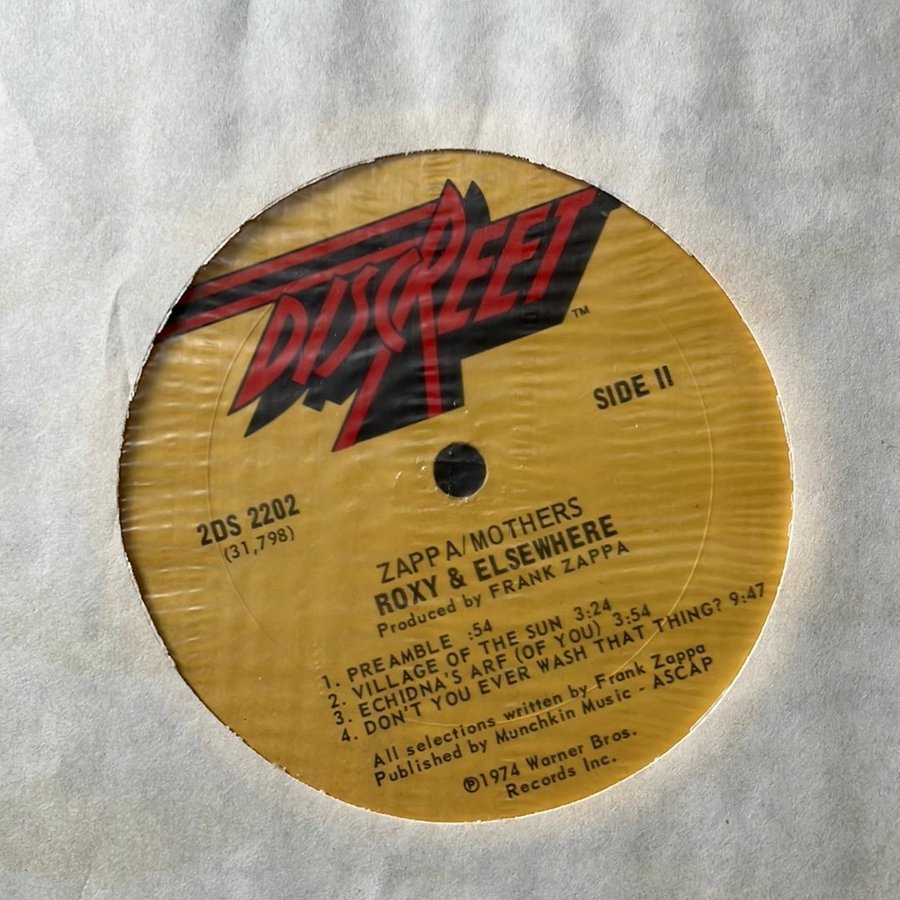 DISCREET
TM
SIDE II
2DS 2202
(31,798)
ZAPPA/MOTHERS
ROXY & ELSEWHERE
Produced by FRANK ZAPPA
1. PREAMBLE :54
2. VILLAGE OF THE SUN 3:24
3. ECHIDNA'S ARF (OF YOU) 3:54
4. DON'T YOU EVER WASH THAT THING? 9:47
All selections written by Frank Zappa
Published by Munchkin Music - ASCAP
℗1974 Warner Bros.
Records Inc.